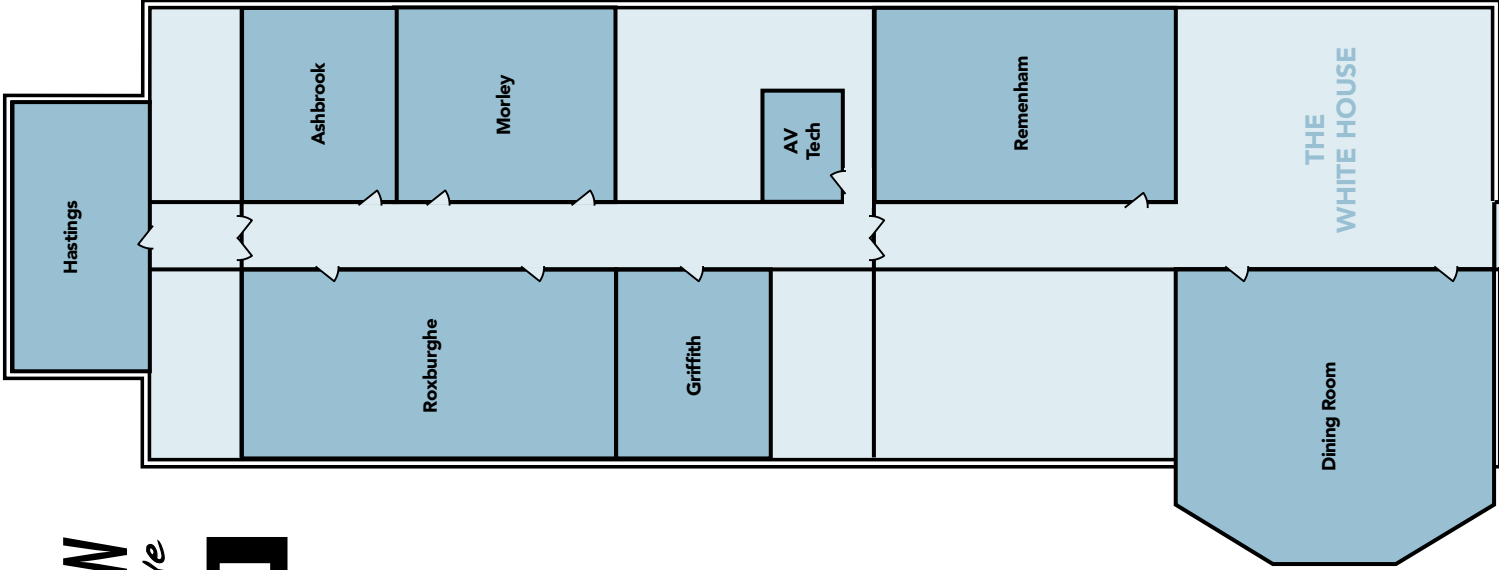 Hastings
Ashbrook
Morley
AV
Tech
Remenham
THE
WHITE HOUSE
Roxburghe
Griffith
Dining Room